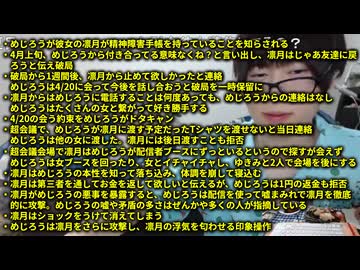 ・めじろうが彼女の凛月が精神障害手帳を持っていることを知らされる？
・4月上旬、めじろうから付き合ってる意味なくね？と言い出し、凛月はじゃあ友達に戻
ろうと伝え破局
・破局から1週間後、凛月から止めて欲しかったと連絡
めじろうは4/20に会って今後を話し合おうと破局を一時保留に
・凛月からはめじろうに電話することは何度あっても、めじろうからの連絡はなし
めじろうはたくさんの女と繋がって好き勝手する
・4/20の会う約束をめじろうがドタキャン
・超会議で、めじろうが凛月に渡す予定だったTシャツを渡せないと当日連絡
めじろうは他の女に渡した、凛月には後日渡すことも拒否
・超会議会場で凛月はめじろうが配信者ブースにずっといるというので探すが会えず
めじろうは女ブースを回ったり、女とイチャイチャし、ゆきみと2人で会場を後にする
・凛月はめじろうの本性を知って落ち込み、体調を崩して寝込む
・凛月は第三者を通してお金を返して欲しいと伝えるが、めじろうは1円の返金も拒否
・凛月がめじろうの悪事を暴露すると、めじろうは配信を使って嘘まみれで凛月を徹底
的に攻撃、めじろうの嘘や矛盾の多さはぜんかや多くの人が指摘している
・凛月はショックをうけて消えてしまう
・めじろうは凛月をさらに攻撃し、凛月の浮気を匂わせる印象操作